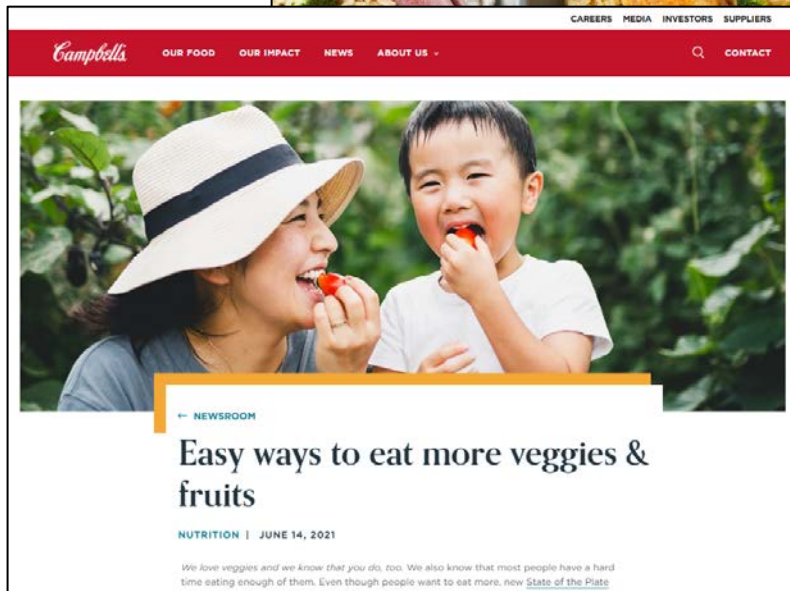 CAREERS MEDIA INVESTORS SUPPLIERS
Campbell's OUR FOOD OUR IMPACT NEWS ABOUT US CONTACT
← NEWSROOM
Easy ways to eat more veggies &
fruits
NUTRITION | JUNE 14, 2021
We love veggies and we know that you do, too. We also know that most people have a hard
time eating enough of them. Even though people want to eat more, new State of the Plate